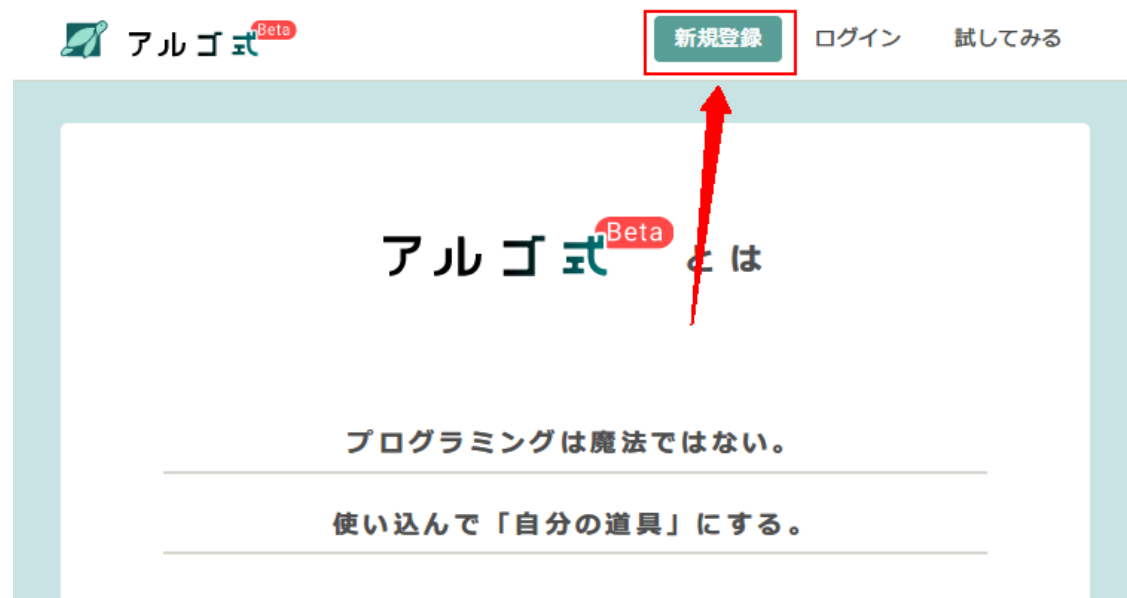 アルゴ式 Beta 新規登録 ログイン 試してみる
アルゴ式 Beta とは
プログラミングは魔法ではない。
使い込んで「自分の道具」にする。